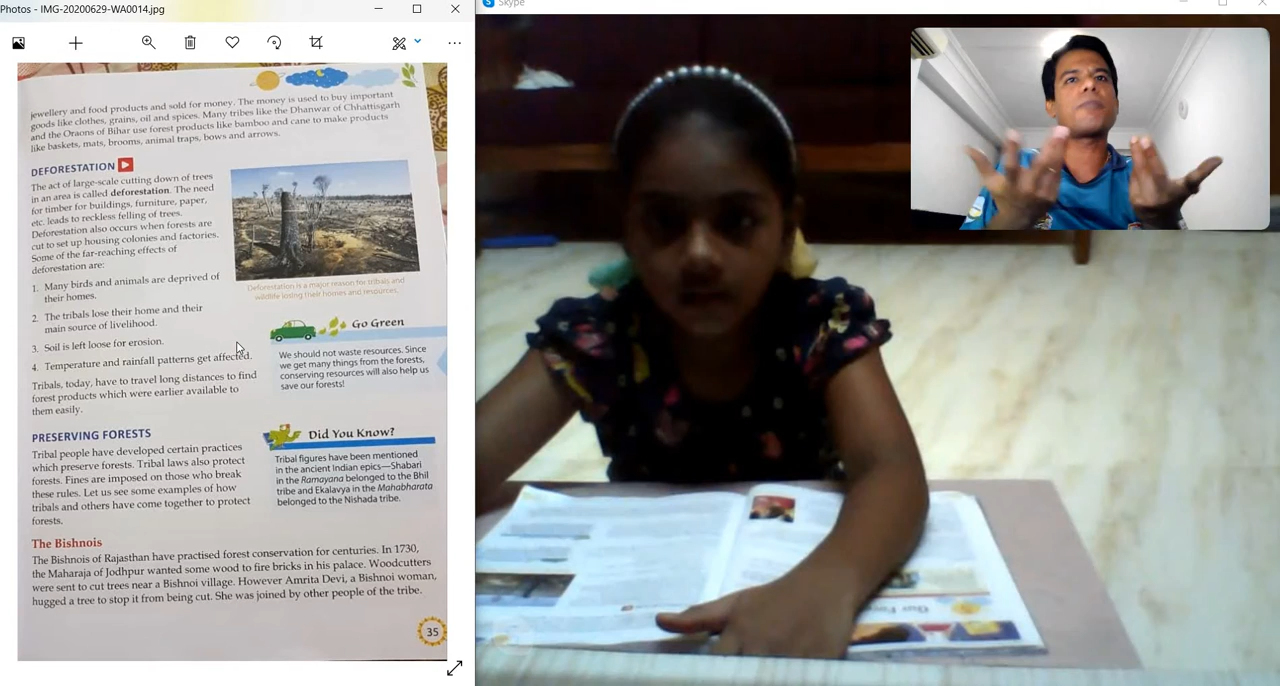 Photos - IMG-20200629-WA0014.jpg
Skype
jewellery and food products and sold for money. The money is used to buy important
goods like clothes, grains, oil and spices. Many tribes like the Dhanwar of Chhattisgarh
and the Oraons of Bihar use forest products like bamboo and cane to make products
like baskets, mats, brooms, animal traps, bows and arrows.
DEFORESTATION
The act of large-scale cutting down of trees
in an area is called deforestation. The need
for timber for buildings, furniture, paper,
etc. leads to reckless felling of trees.
Deforestation also occurs when forests are
cut to set up housing colonies and factories.
Some of the far-reaching effects of
deforestation are:
1. Many birds and animals are deprived of
their homes.
2. The tribals lose their home and their
main source of livelihood.
3. Soil is left loose for erosion.
4. Temperature and rainfall patterns get affected.
Tribals, today, have to travel long distances to find
forest products which were earlier available to
them easily.
Deforestation is a major reason for tribals and
wildlife losing their homes and resources.
Go Green
We should not waste resources. Since
we get many things from the forests,
conserving resources will also help us
save our forests!
PRESERVING FORESTS
Tribal people have developed certain practices
which preserve forests. Tribal laws also protect
forests. Fines are imposed on those who break
these rules. Let us see some examples of how
tribals and others have come together to protect
forests.
Did You Know?
Tribal figures have been mentioned
in the ancient Indian epics—Shabari
in the Ramayana belonged to the Bhil
tribe and Ekalavya in the Mahabharata
belonged to the Nishada tribe.
The Bishnois
The Bishnois of Rajasthan have practised forest conservation for centuries. In 1730,
the Maharaja of Jodhpur wanted some wood to fire bricks in his palace. Woodcutters
were sent to cut trees near a Bishnoi village. However Amrita Devi, a Bishnoi woman,
hugged a tree to stop it from being cut. She was joined by other people of the tribe.
35